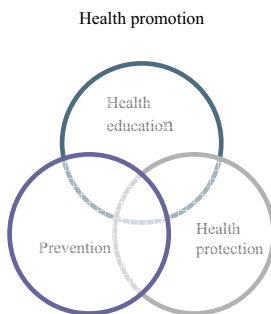 Health promotion
Health
education
Prevention
Health
protection